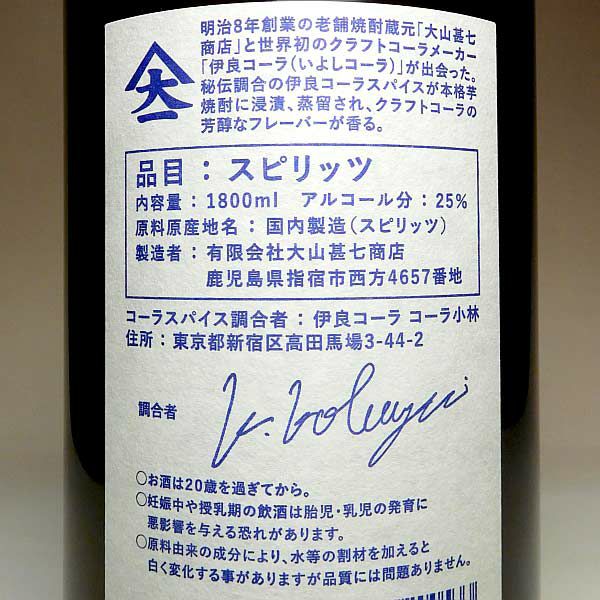 明治8年創業の老舗焼酎蔵元「大山甚七
商店」と世界初のクラフトコーラメーカー
「伊良コーラ(いよしコーラ)」が出会った。
秘伝調合の伊良コーラスパイスが本格芋
焼酎に浸漬、蒸留され、クラフトコーラの
芳醇なフレーバーが香る。
大一
品目：スピリッツ
内容量：1800ml アルコール分：25%
原料原産地名：国内製造(スピリッツ)
製造者：有限会社大山甚七商店
鹿児島県指宿市西方4657番地
コーラスパイス調合者：伊良コーラ コーラ小林
住所：東京都新宿区高田馬場3-44-2
調合者
○お酒は20歳を過ぎてから。
○妊娠中や授乳期の飲酒は胎児・乳児の発育に
悪影響を与える恐れがあります。
○原料由来の成分により、水等の割材を加えると
白く変化する事がありますが品質には問題ありません。